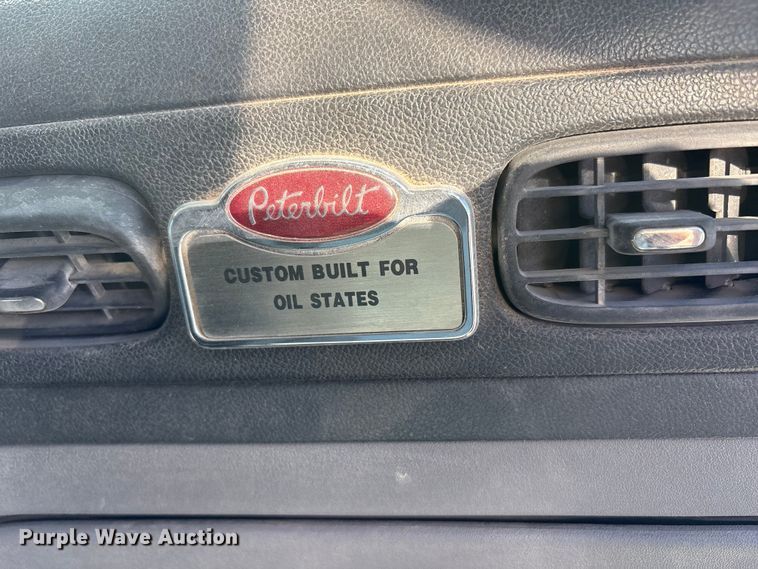 Peterbilt
CUSTOM BUILT FOR
OIL STATES
Purple Wave Auction